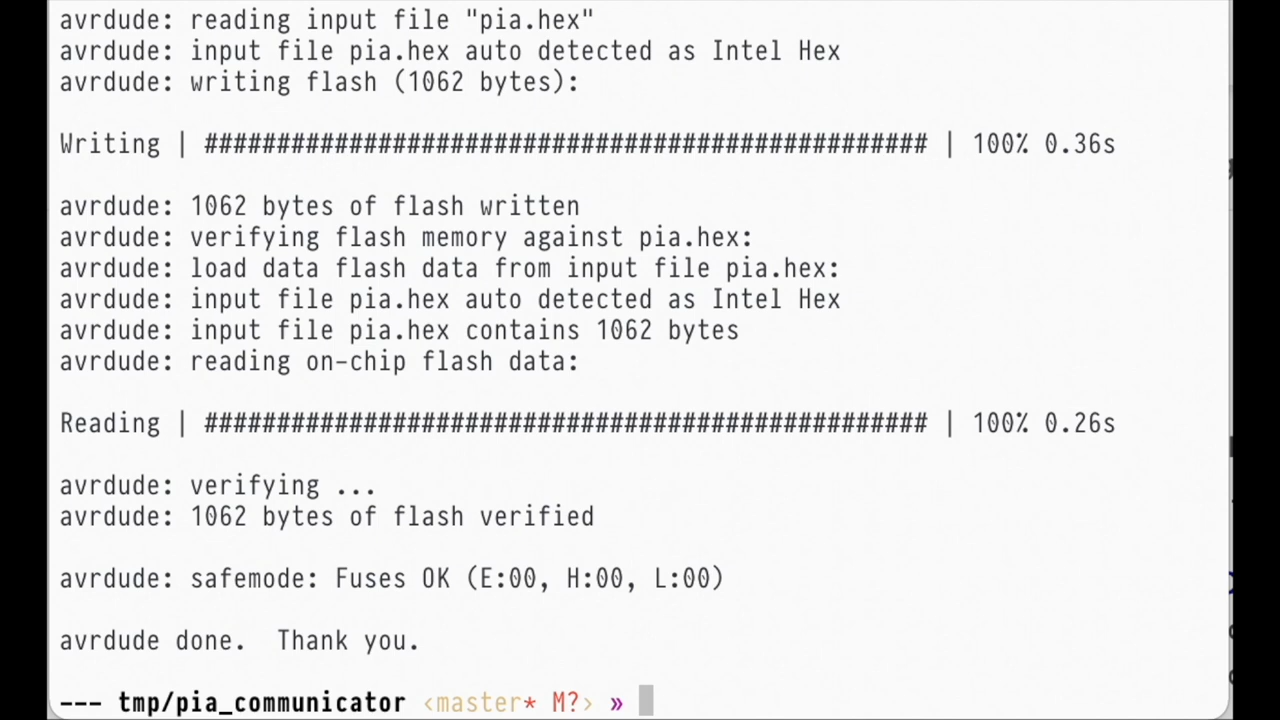 avrdude: reading input file "pia.hex"
avrdude: input file pia.hex auto detected as Intel Hex
avrdude: writing flash (1062 bytes):
Writing | ################################################## | 100% 0.36s
avrdude: 1062 bytes of flash written
avrdude: verifying flash memory against pia.hex:
avrdude: load data flash data from input file pia.hex:
avrdude: input file pia.hex auto detected as Intel Hex
avrdude: input file pia.hex contains 1062 bytes
avrdude: reading on-chip flash data:
Reading | ################################################## | 100% 0.26s
avrdude: verifying ...
avrdude: 1062 bytes of flash verified
avrdude: safemode: Fuses OK (E:00, H:00, L:00)
avrdude done.  Thank you.
--- tmp/pia_communicator ‹master* M?› »